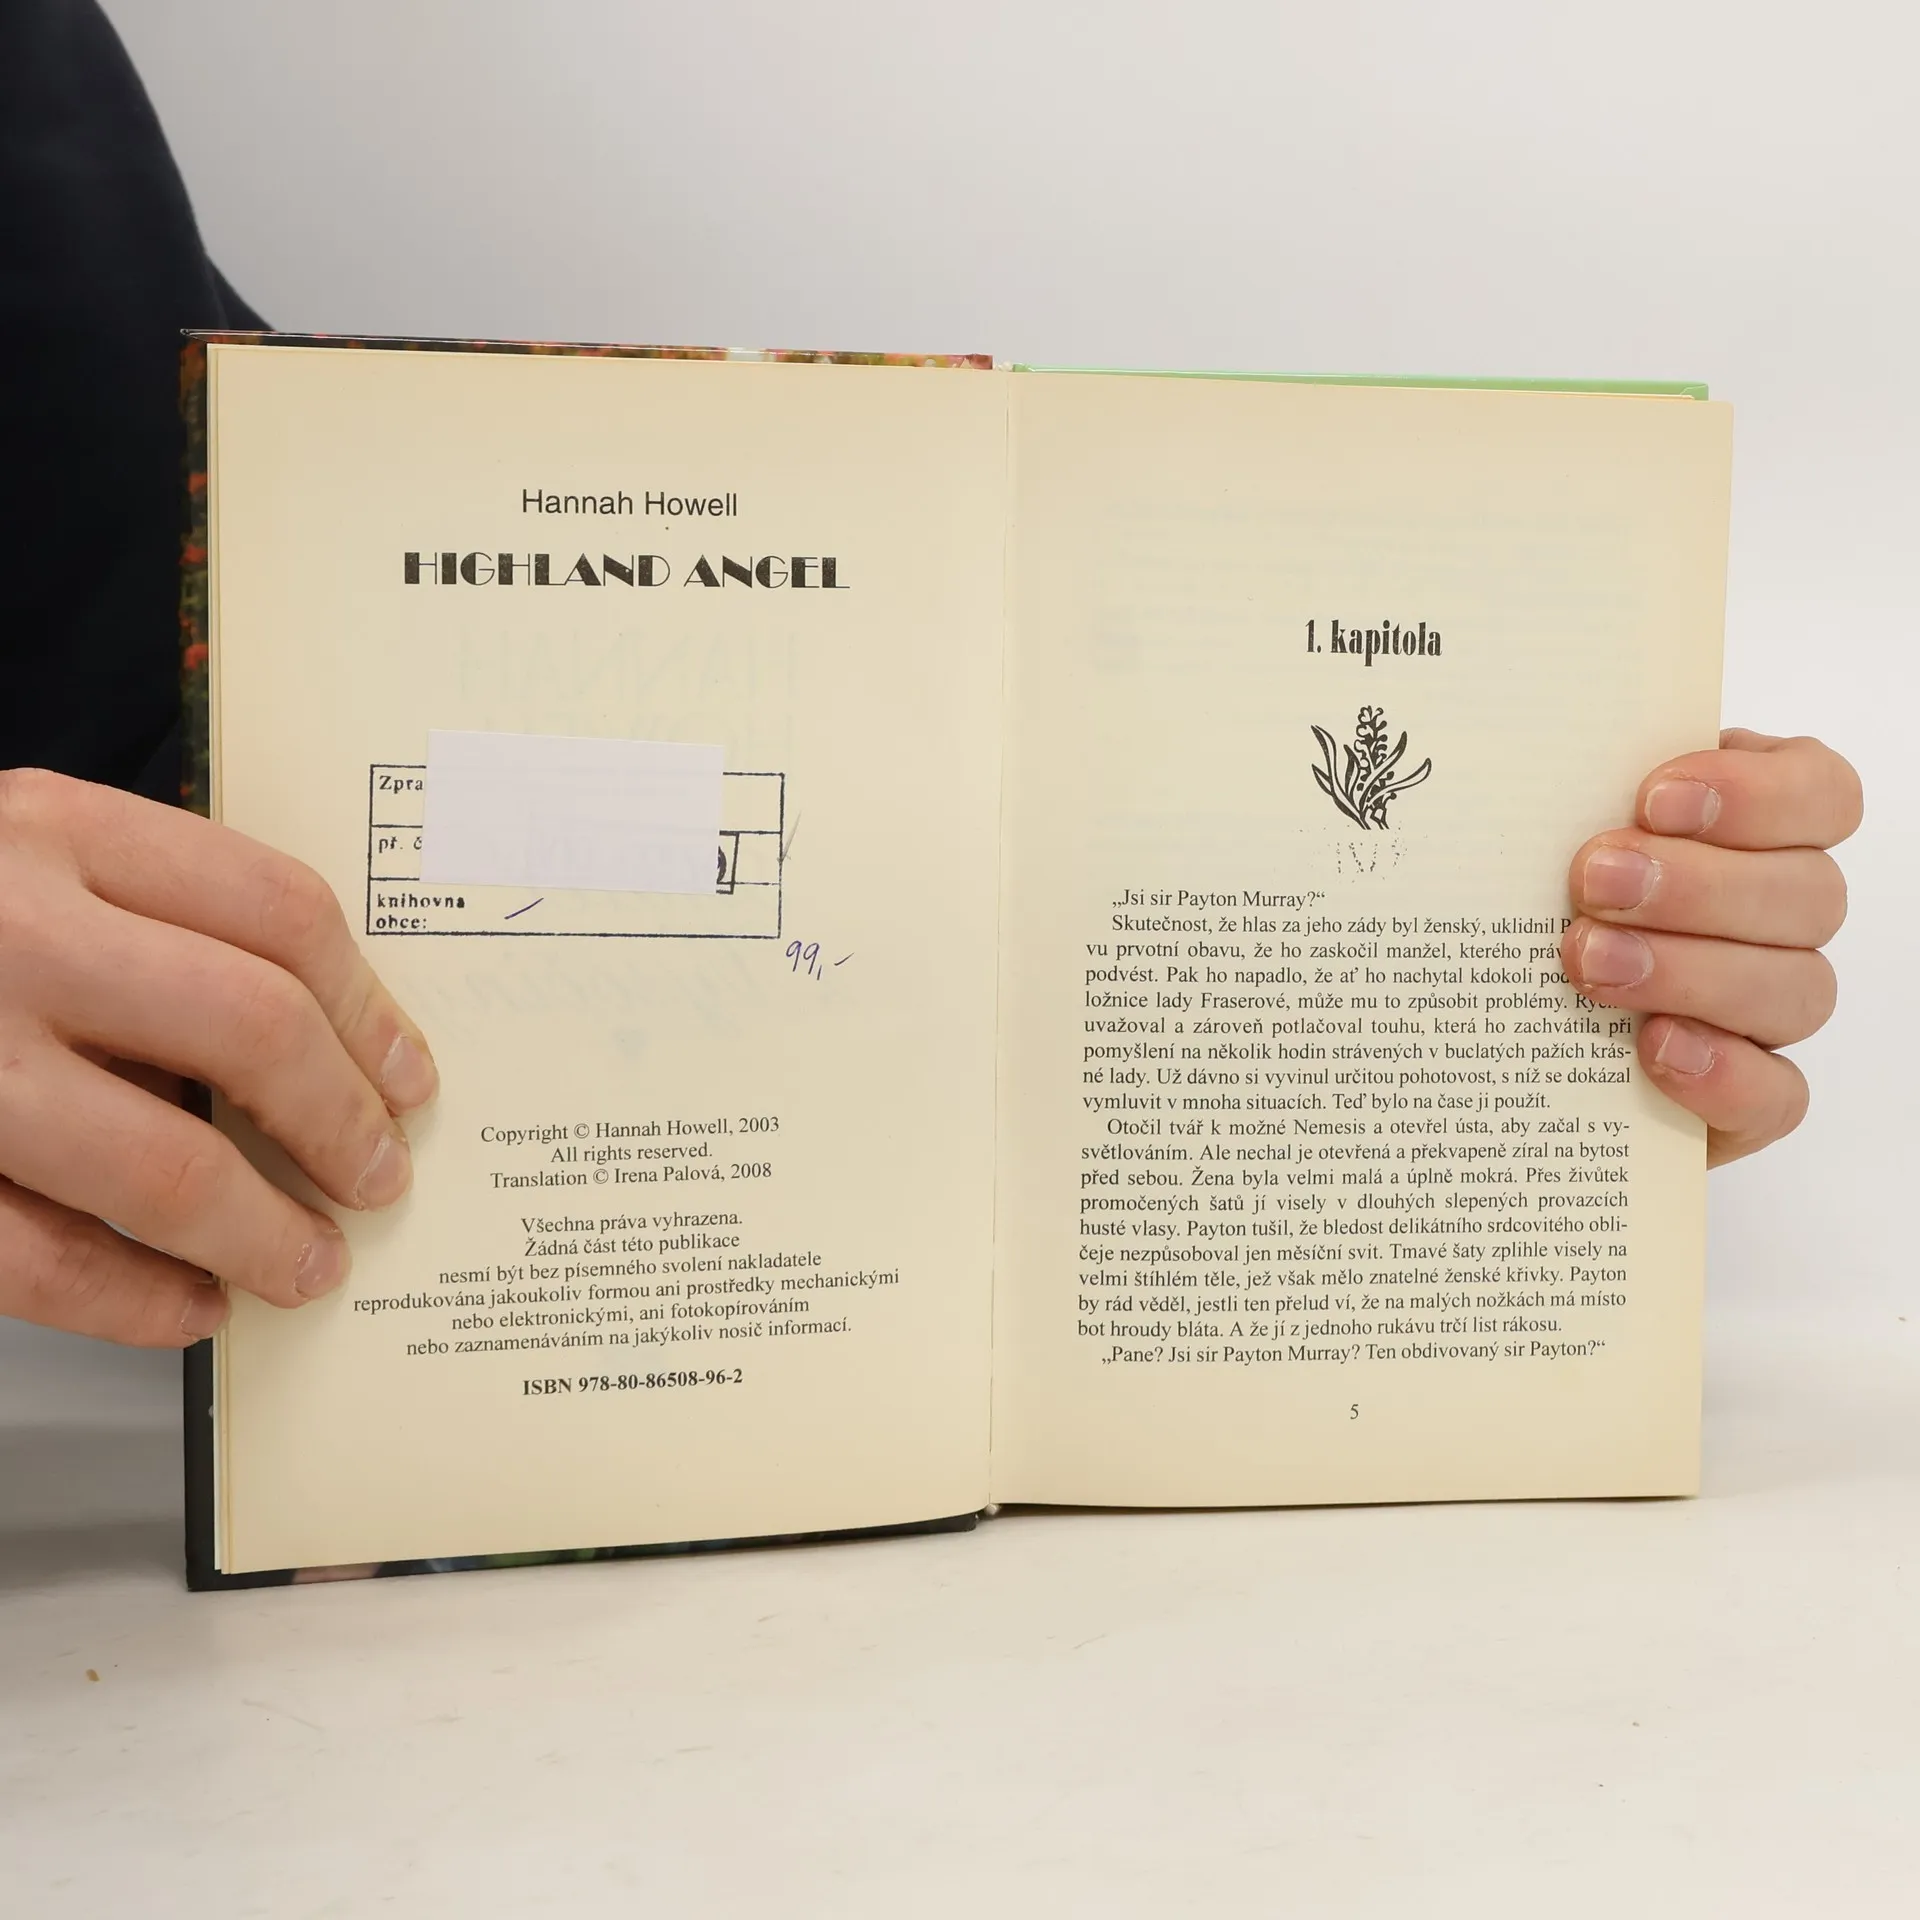 Hannah Howell
HIGHLAND ANGEL
Zpra
př. č
knihovna
obce:
99,-
Copyright © Hannah Howell, 2003
All rights reserved.
Translation © Irena Palová, 2008
Všechna práva vyhrazena.
Žádná část této publikace
nesmí být bez písemného svolení nakladatele
reprodukována jakoukoliv formou ani prostředky mechanickými
nebo elektronickými, ani fotokopírováním
nebo zaznamenáváním na jakýkoliv nosič informací.
ISBN 978-80-86508-96-2
1. kapitola
„Jsi sir Payton Murray?“
Skutečnost, že hlas za jeho zády byl ženský, uklidnil P
vu prvotní obavu, že ho zaskočil manžel, kterého práv
podvést. Pak ho napadlo, že ať ho nachytal kdokoli pod
ložnice lady Fraserové, může mu to způsobit problémy.
uvažoval a zároveň potlačoval touhu, která ho zachvátila při
pomyšlení na několik hodin strávených v buclatých pažích krás-
né lady. Už dávno si vyvinul určitou pohotovost, s níž se dokázal
vymluvit v mnoha situacích. Teď bylo na čase ji použít.
Otočil tvář k možné Nemesis a otevřel ústa, aby začal s vy-
světlováním. Ale nechal je otevřená a překvapeně zíral na bytost
před sebou. Žena byla velmi malá a úplně mokrá. Přes živůtek
promočených šatů jí visely v dlouhých slepených provazcích
husté vlasy. Payton tušil, že bledost delikátního srdcovitého obli-
čeje nezpůsoboval jen měsíční svit. Tmavé šaty zplihle visely na
velmi štíhlém těle, jež však mělo znatelné ženské křivky. Payton
by rád věděl, jestli ten přelud ví, že na malých nožkách má místo
bot hroudy bláta. A že jí z jednoho rukávu trčí list rákosu.
„Pane? Jsi sir Payton Murray? Ten obdivovaný sir Payton?“
5